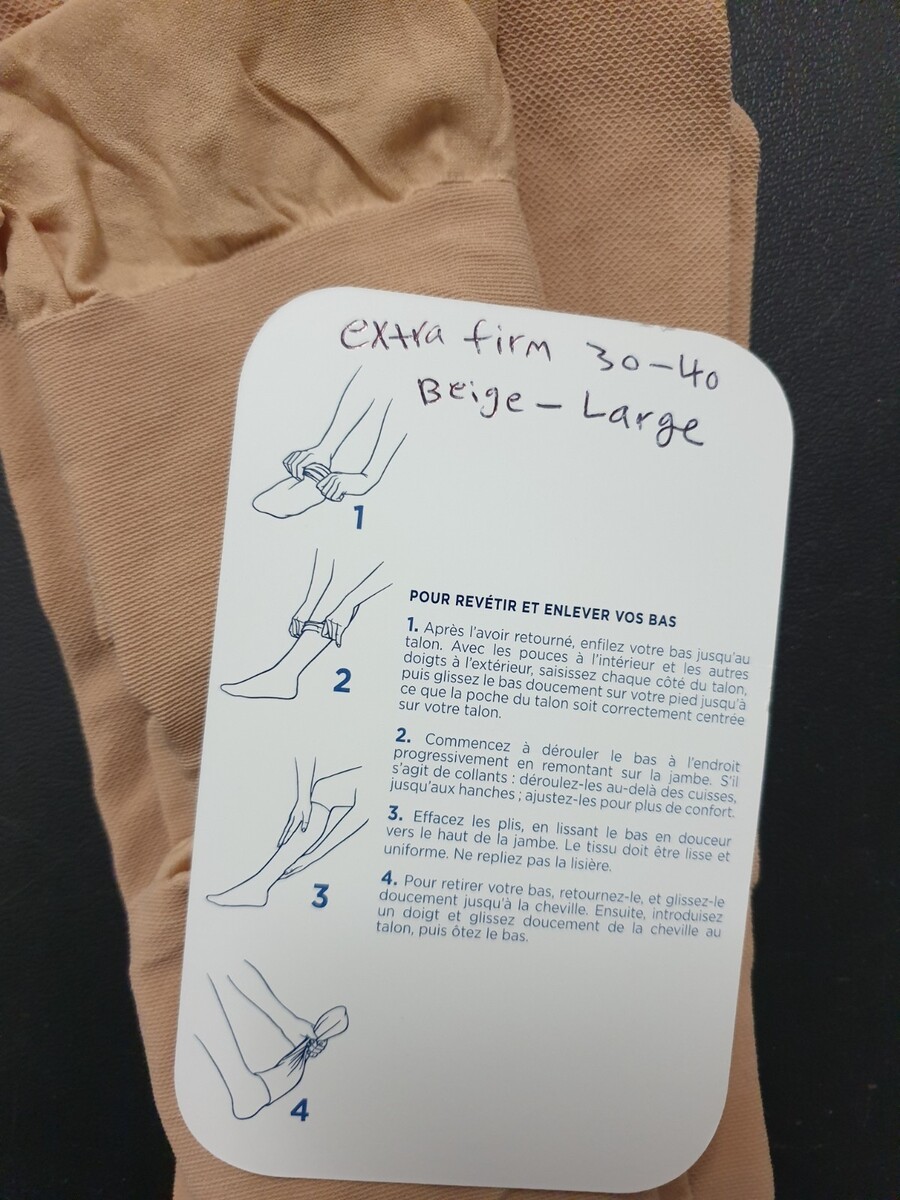 extra firm 30-40
Beige - Large
1
2
3
4
POUR REVÉTIR ET ENLEVER VOS BAS
1. Après l'avoir retourné, enfilez votre bas jusqu'au
talon. Avec les pouces à l'intérieur et les autres
doigts à l'extérieur, saisissez chaque côté du talon,
puis glissez le bas doucement sur votre pied jusqu'à
ce que la poche du talon soit correctement centrée
sur votre talon.
2. Commencez à dérouler le bas à l'endroit
progressivement en remontant sur la jambe. S'il
s'agit de collants : déroulez-les au-delà des cuisses,
jusqu'aux hanches ; ajustez-les pour plus de confort.
3. Effacez les plis, en lissant le bas en douceur
vers le haut de la jambe. Le tissu doit être lisse et
uniforme. Ne repliez pas la lisière.
4. Pour retirer votre bas, retournez-le, et glissez-le
doucement jusqu'à la cheville. Ensuite, introduisez
un doigt et glissez doucement de la cheville au
talon, puis ôtez le bas.